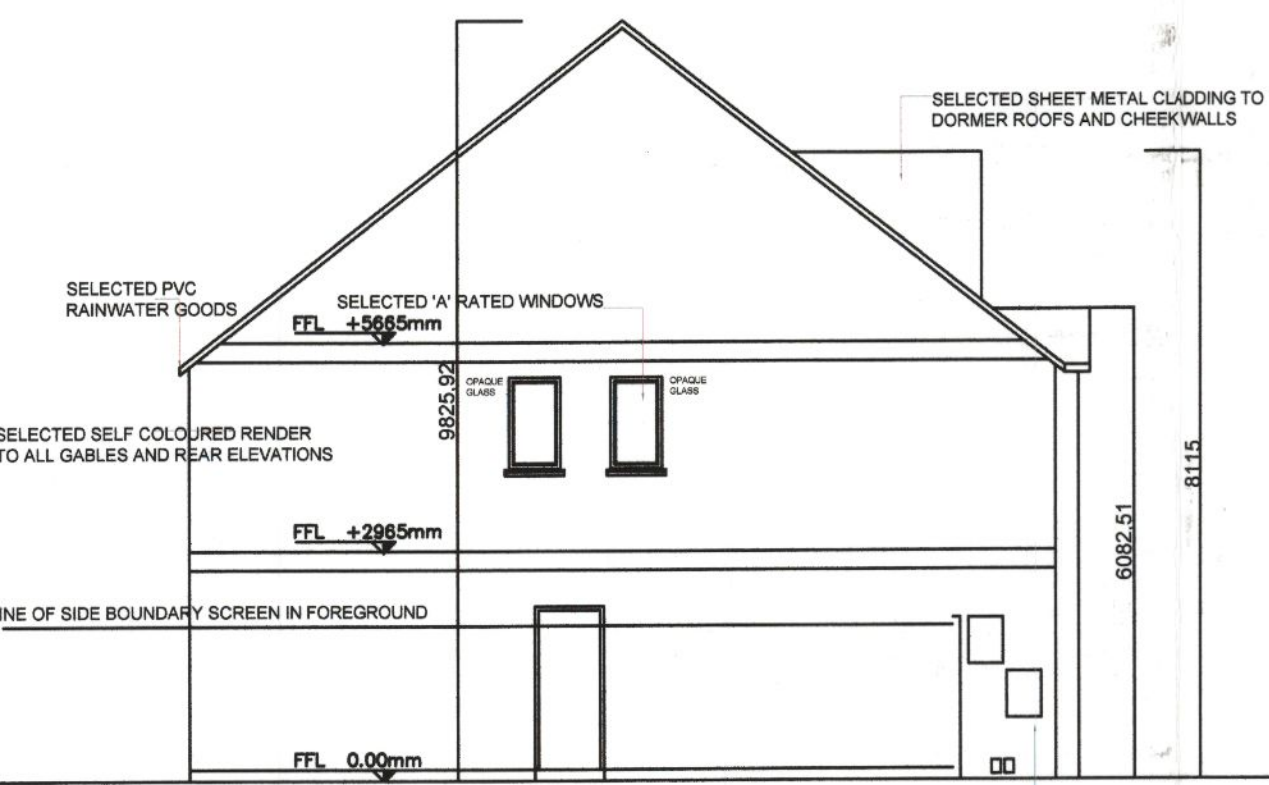 SELECTED SHEET METAL CLADDING TO
DORMER ROOFS AND CHEEKWALLS
SELECTED PVC
RAINWATER GOODS
SELECTED 'A' RATED WINDOWS
FFL +5665mm
9825.92
OPAQUE
GLASS
OPAQUE
GLASS
SELECTED SELF COLOURED RENDER
TO ALL GABLES AND REAR ELEVATIONS
8115
6082.51
FFL +2965mm
INE OF SIDE BOUNDARY SCREEN IN FOREGROUND
FFL 0.00mm